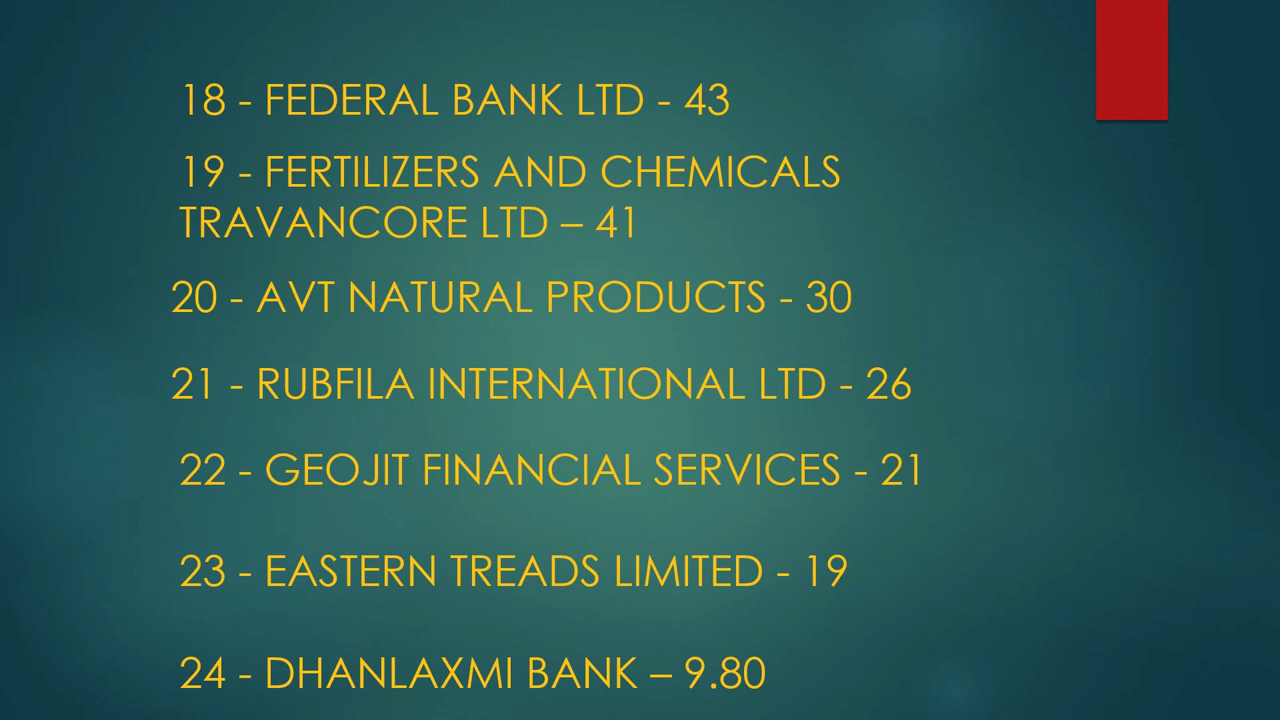 18 - FEDERAL BANK LTD - 43
19 - FERTILIZERS AND CHEMICALS
TRAVANCORE LTD – 41
20 - AVT NATURAL PRODUCTS - 30
21 - RUBFILA INTERNATIONAL LTD - 26
22 - GEOJIT FINANCIAL SERVICES - 21
23 - EASTERN TREADS LIMITED - 19
24 - DHANLAXMI BANK – 9.80